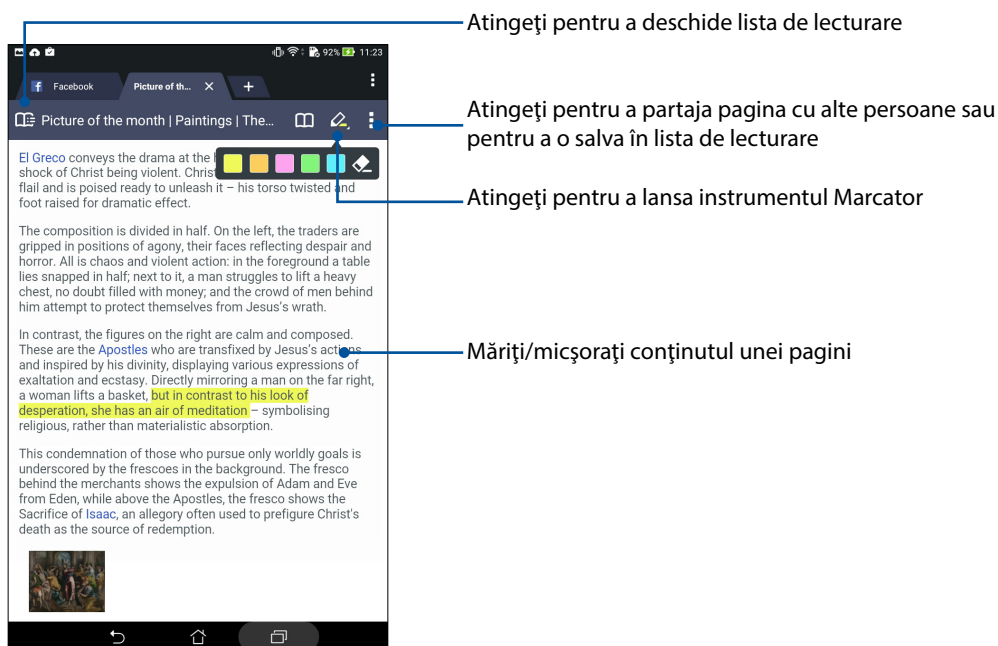 Atingeţi pentru a deschide lista de lecturare
92% 11:23
Facebook Picture of th... X +
Picture of the month | Paintings | The...
Atingeţi pentru a partaja pagina cu alte persoane sau
pentru a o salva în lista de lecturare
El Greco conveys the drama at the
shock of Christ being violent. Christ
flail and is poised ready to unleash it – his torso twisted and
foot raised for dramatic effect.
Atingeţi pentru a lansa instrumentul Marcator
The composition is divided in half. On the left, the traders are
gripped in positions of agony, their faces reflecting despair and
horror. All is chaos and violent action: in the foreground a table
lies snapped in half; next to it, a man struggles to lift a heavy
chest, no doubt filled with money; and the crowd of men behind
him attempt to protect themselves from Jesus's wrath.
In contrast, the figures on the right are calm and composed.
These are the Apostles who are transfixed by Jesus's actions
and inspired by his divinity, displaying various expressions of
exaltation and ecstasy. Directly mirroring a man on the far right,
a woman lifts a basket, but in contrast to his look of
desperation, she has an air of meditation – symbolising
religious, rather than materialistic absorption.
Măriţi/micşoraţi conţinutul unei pagini
This condemnation of those who pursue only worldly goals is
underscored by the frescoes in the background. The fresco
behind the merchants shows the expulsion of Adam and Eve
from Eden, while above the Apostles, the fresco shows the
Sacrifice of Isaac, an allegory often used to prefigure Christ's
death as the source of redemption.